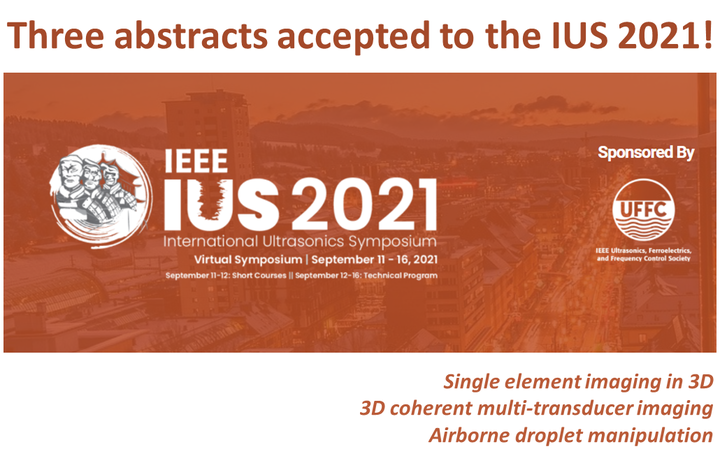 Three abstracts accepted to the IUS 2021!
IEEE
IUS 2021
International Ultrasonics Symposium
Virtual Symposium | September 11 - 16, 2021
September 11-12: Short Courses || September 12-16: Technical Program
Sponsored By
UFFC
IEEE Ultrasonics, Ferroelectrics,
and Frequency Control Society
Single element imaging in 3D
3D coherent multi-transducer imaging
Airborne droplet manipulation